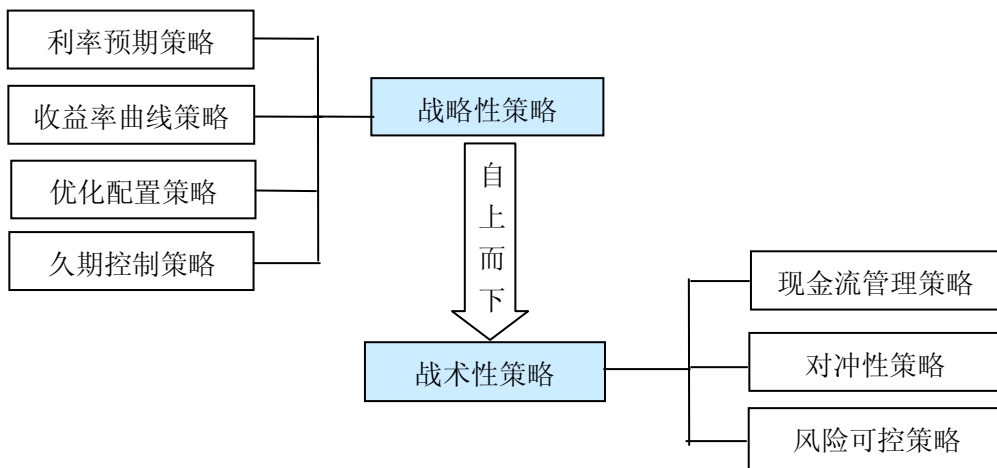 利率预期策略
收益率曲线策略
优化配置策略
久期控制策略
战略性策略
自
上
而
下
战术性策略
现金流管理策略
对冲性策略
风险可控策略